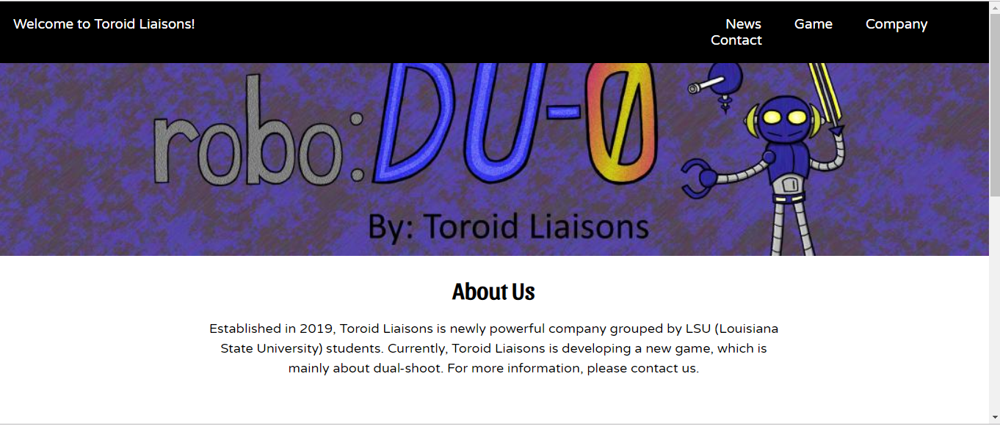 Welcome to Toroid Liaisons!
News Game Company
Contact
robo:DU-0
By: Toroid Liaisons
About Us
Established in 2019, Toroid Liaisons is newly powerful company grouped by LSU (Louisiana
State University) students. Currently, Toroid Liaisons is developing a new game, which is
mainly about dual-shoot. For more information, please contact us.